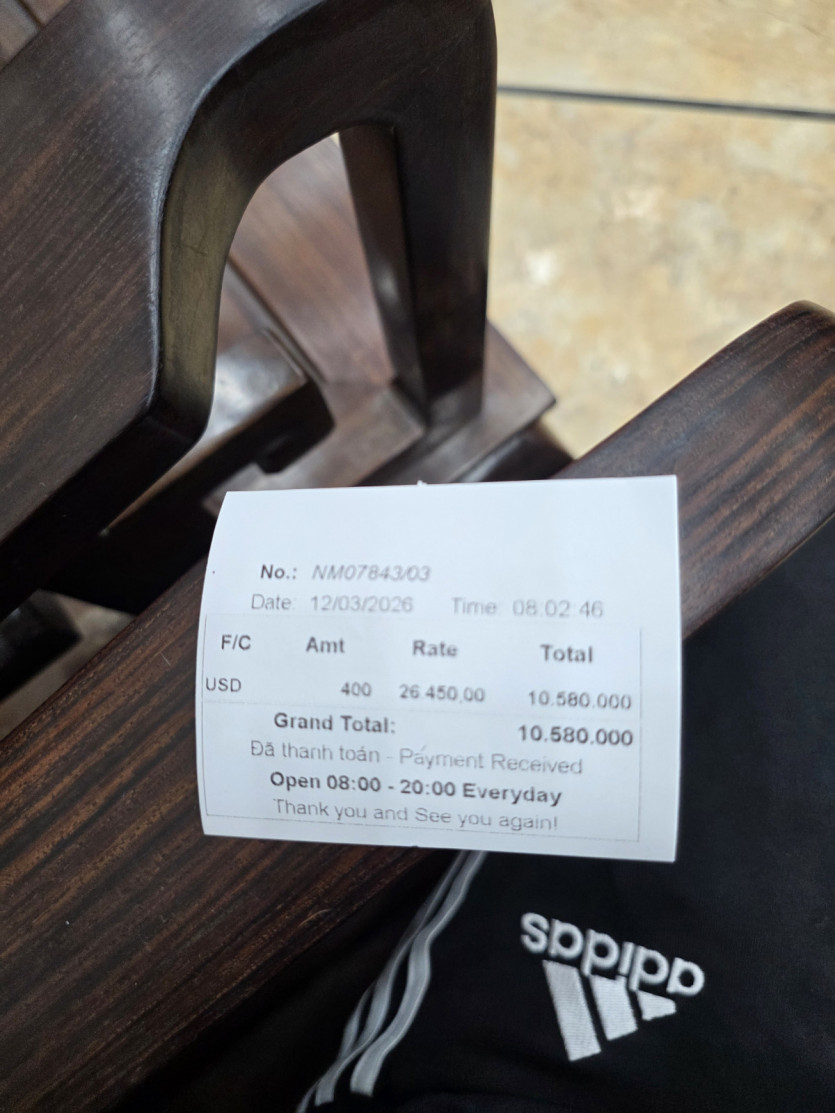 No.: NM07843/03
Date: 12/03/2026 Time: 08:02:46
F/C Amt Rate Total
USD 400 26.450,00 10.580.000
Grand Total: 10.580.000
Đã thanh toán - Payment Received
Open 08:00 - 20:00 Everyday
Thank you and See you again!
adidas